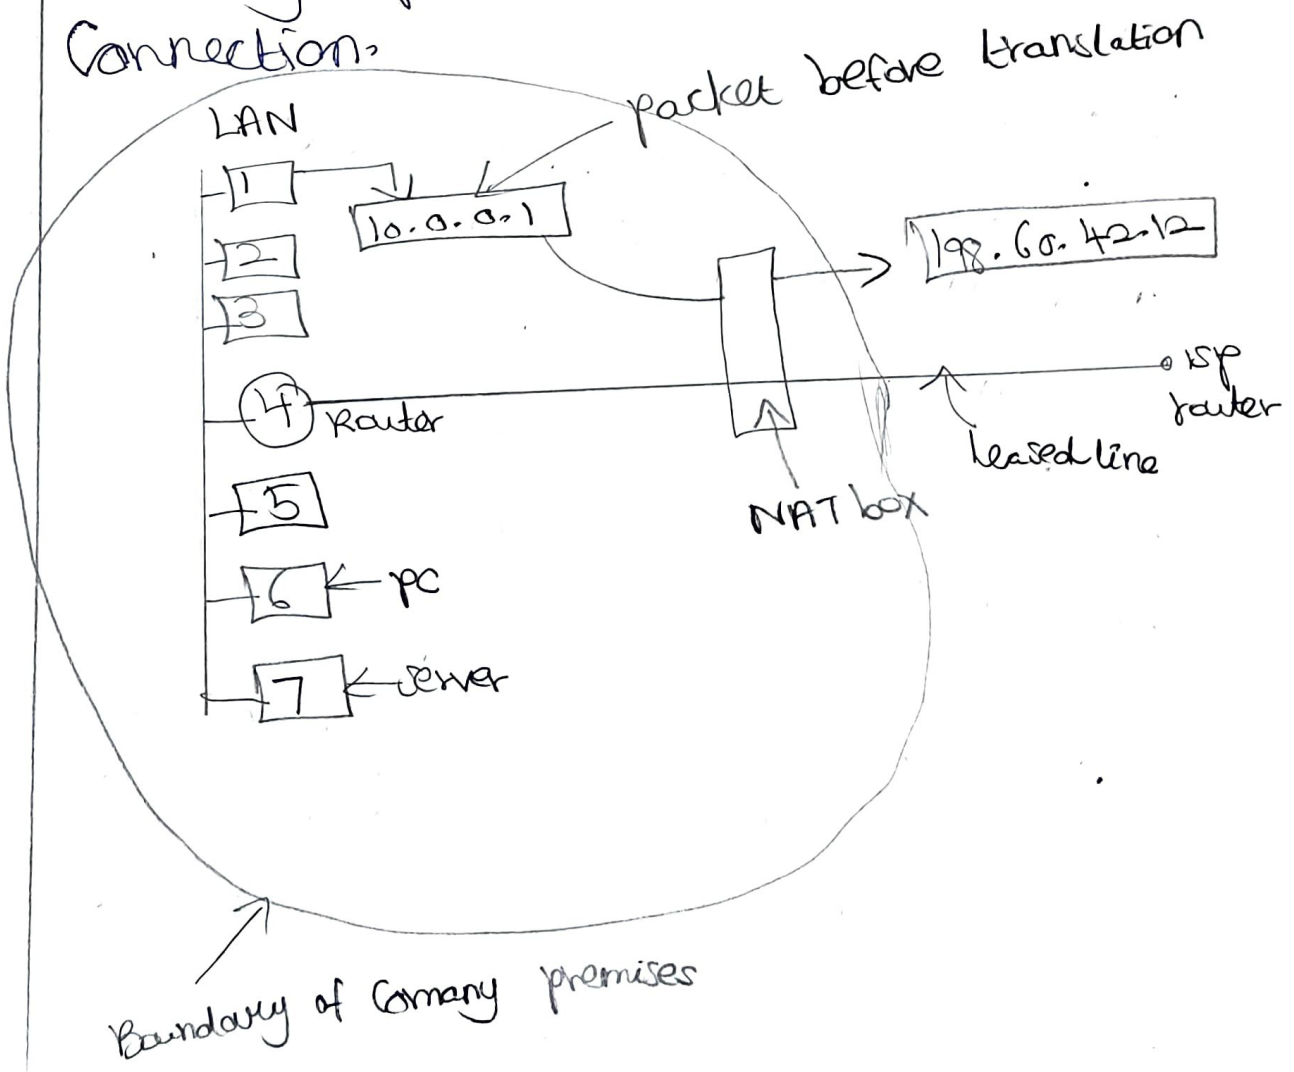 Connection.
packet before translation
LAN
1
10.0.0.1
198.60.42.12
2
3
4
Router
isp
router
leased line
NAT box
5
6
pc
7
server
Boundary of Comany premises